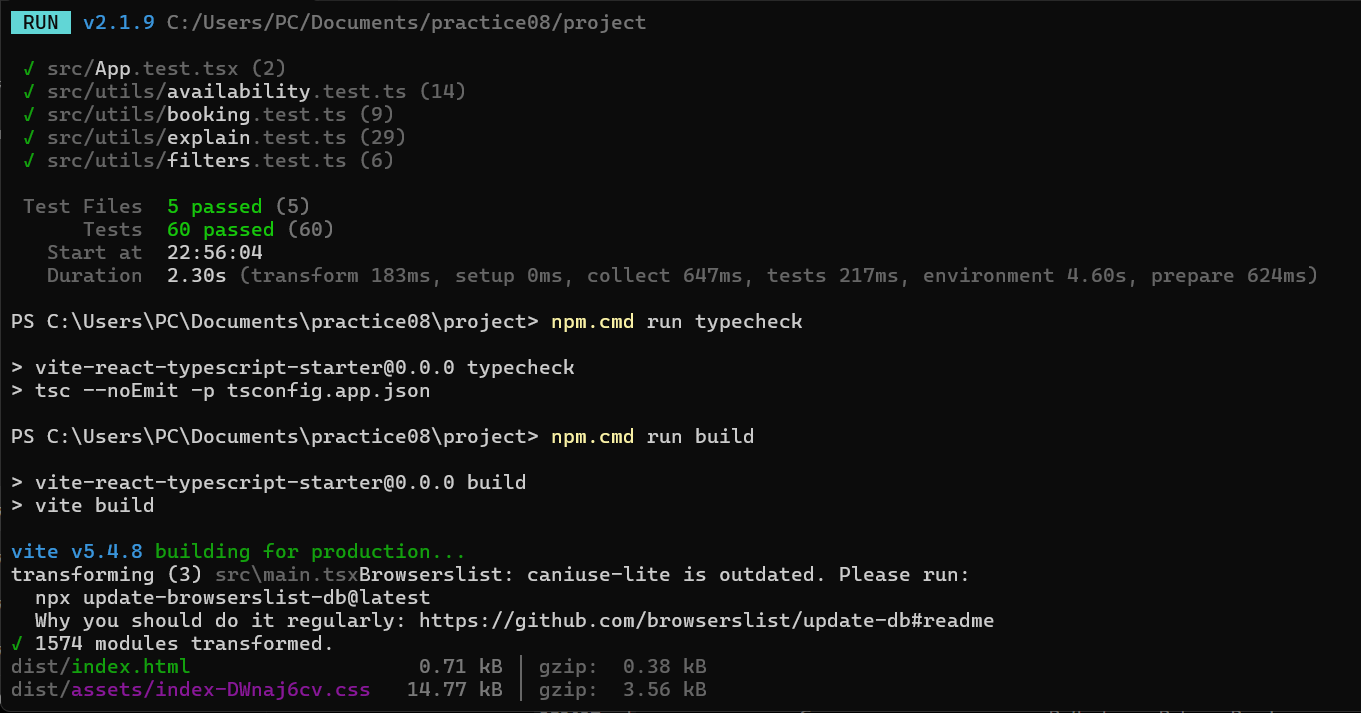 RUN v2.1.9 C:/Users/PC/Documents/practice08/project
✓ src/App.test.tsx (2)
✓ src/utils/availability.test.ts (14)
✓ src/utils/booking.test.ts (9)
✓ src/utils/explain.test.ts (29)
✓ src/utils/filters.test.ts (6)
Test Files 5 passed (5)
Tests 60 passed (60)
Start at 22:56:04
Duration 2.30s (transform 183ms, setup 0ms, collect 647ms, tests 217ms, environment 4.60s, prepare 624ms)
PS C:\Users\PC\Documents\practice08\project> npm.cmd run typecheck
> vite-react-typescript-starter@0.0.0 typecheck
> tsc --noEmit -p tsconfig.app.json
PS C:\Users\PC\Documents\practice08\project> npm.cmd run build
> vite-react-typescript-starter@0.0.0 build
> vite build
vite v5.4.8 building for production...
transforming (3) src\main.tsxBrowserslist: caniuse-lite is outdated. Please run:
npx update-browserslist-db@latest
Why you should do it regularly: https://github.com/browserslist/update-db#readme
✓ 1574 modules transformed.
dist/index.html 0.71 kB │ gzip: 0.38 kB
dist/assets/index-DWnaj6cv.css 14.77 kB │ gzip: 3.56 kB